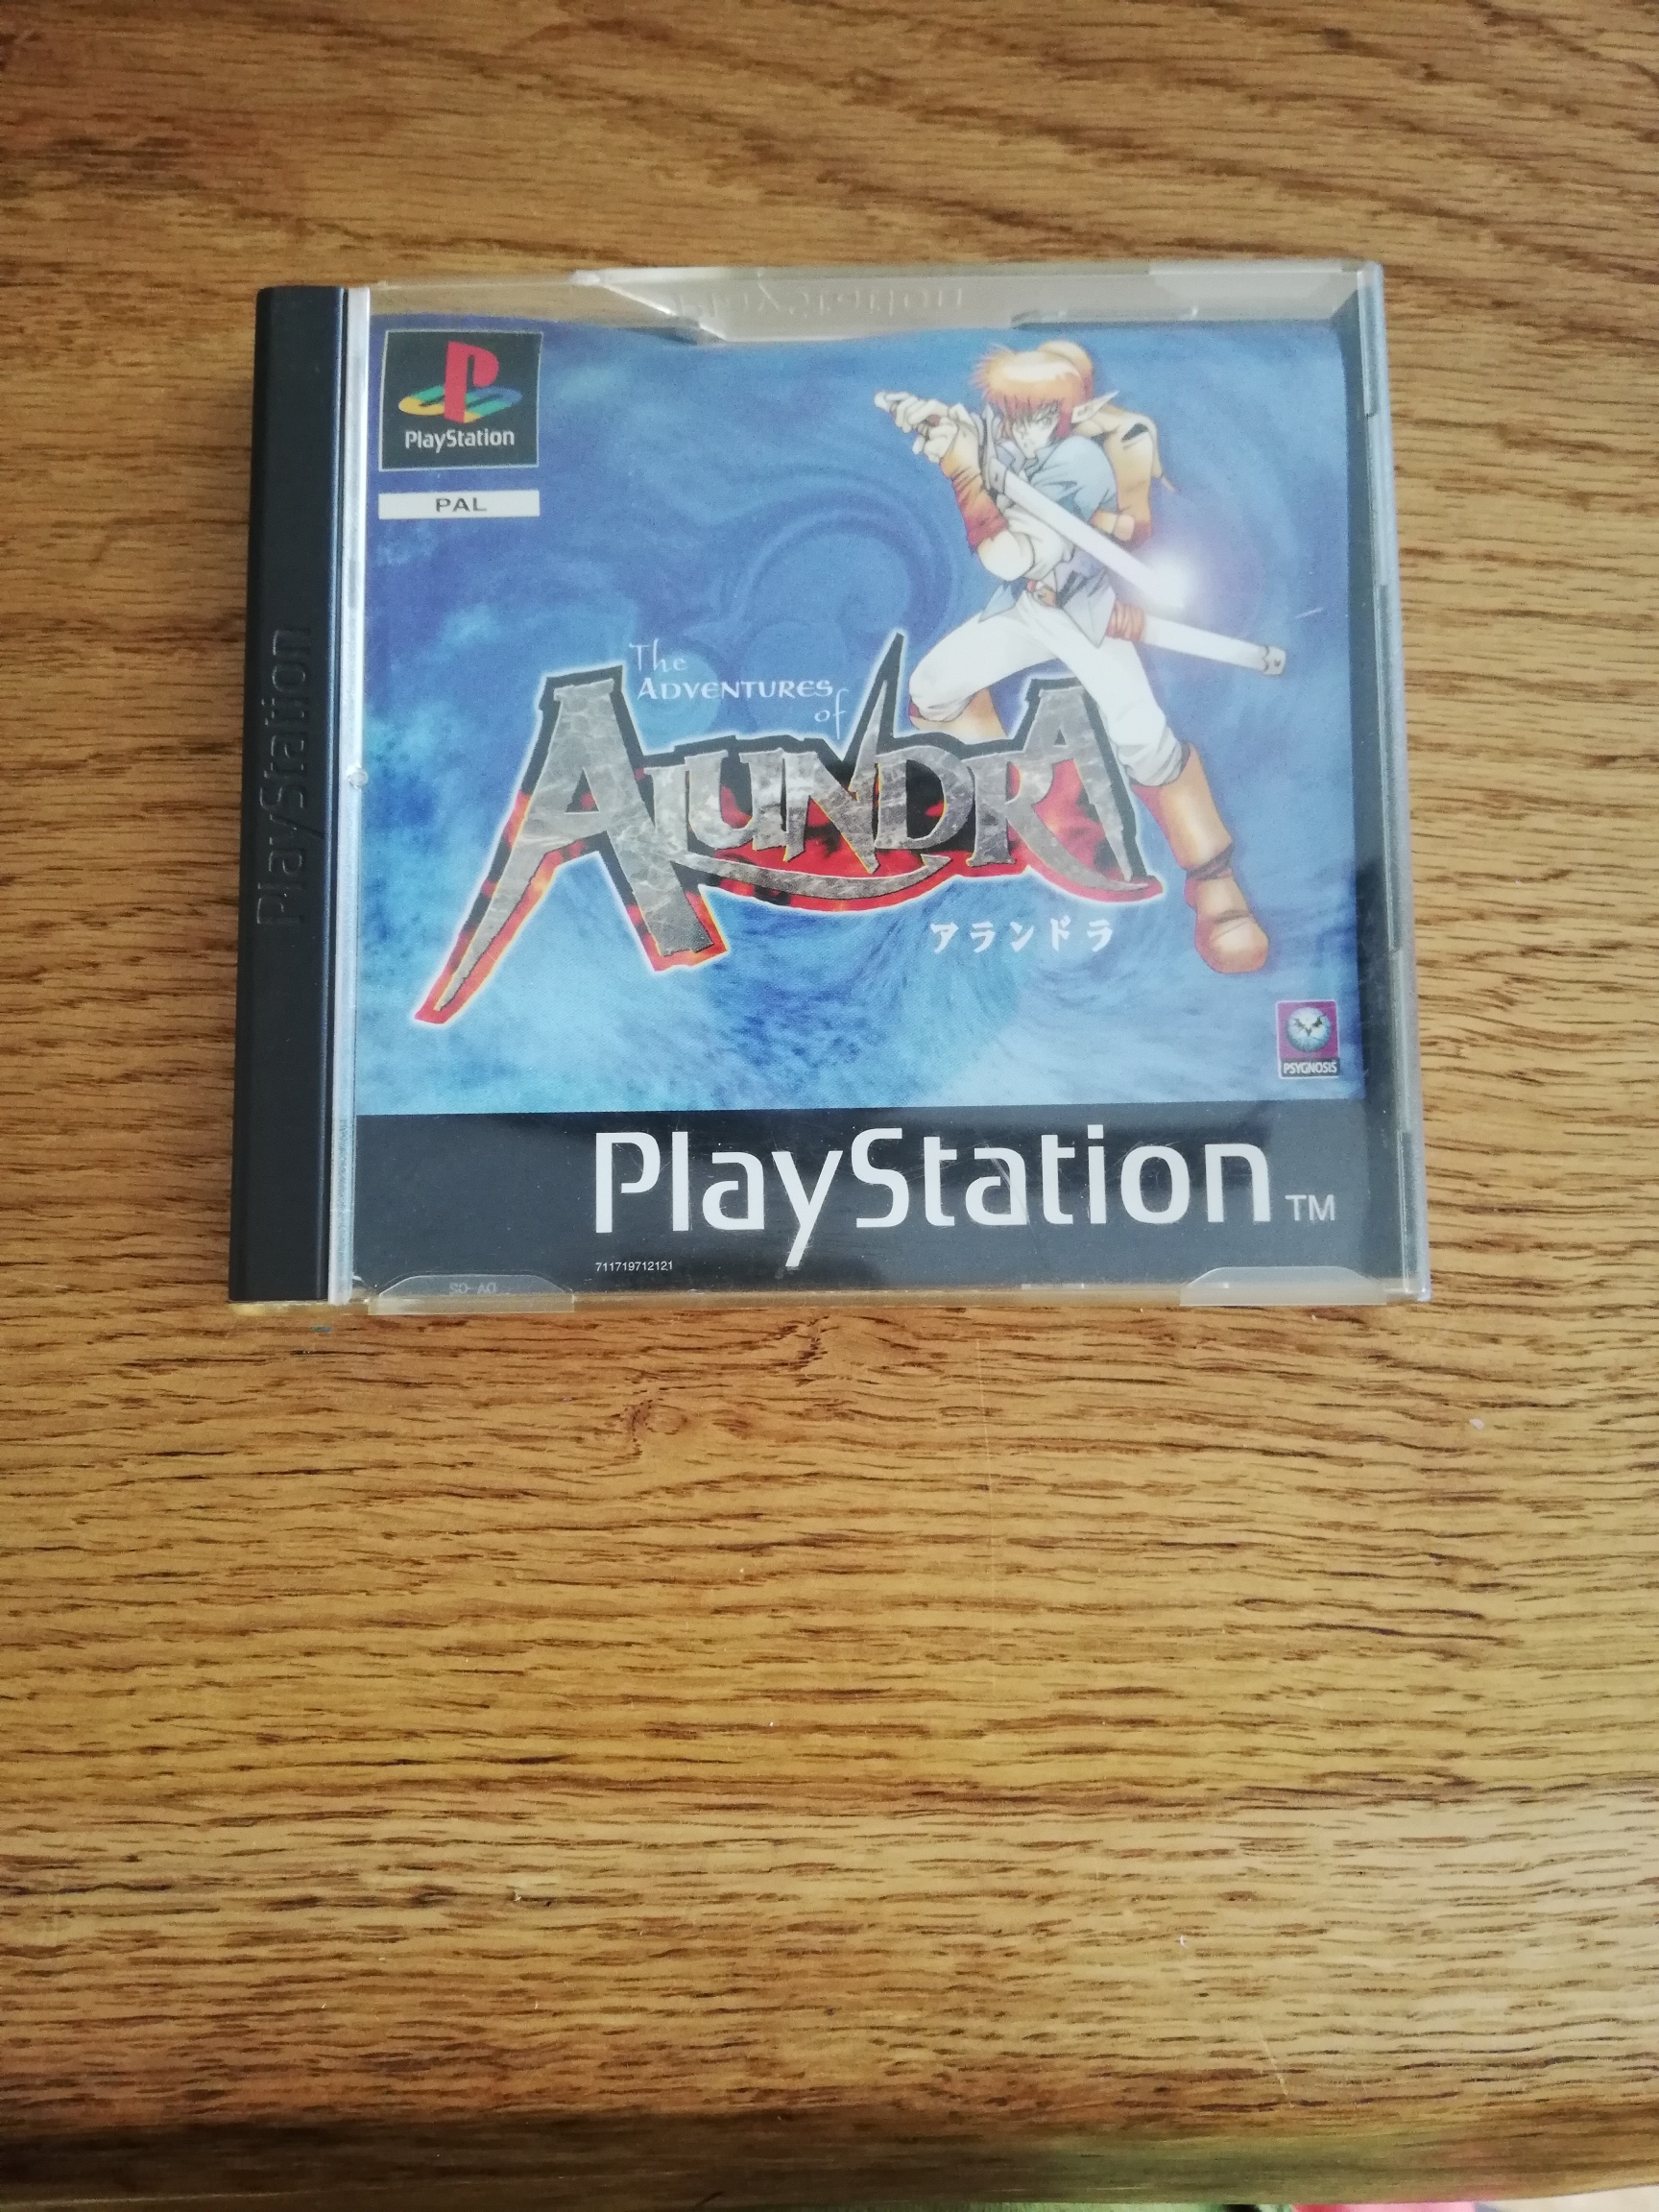 PlayStation
PAL
PlayStation
The
ADVENTURES
of
ALUNDRA
アランドラ
PSYGNOSIS
PlayStation TM
711719712121